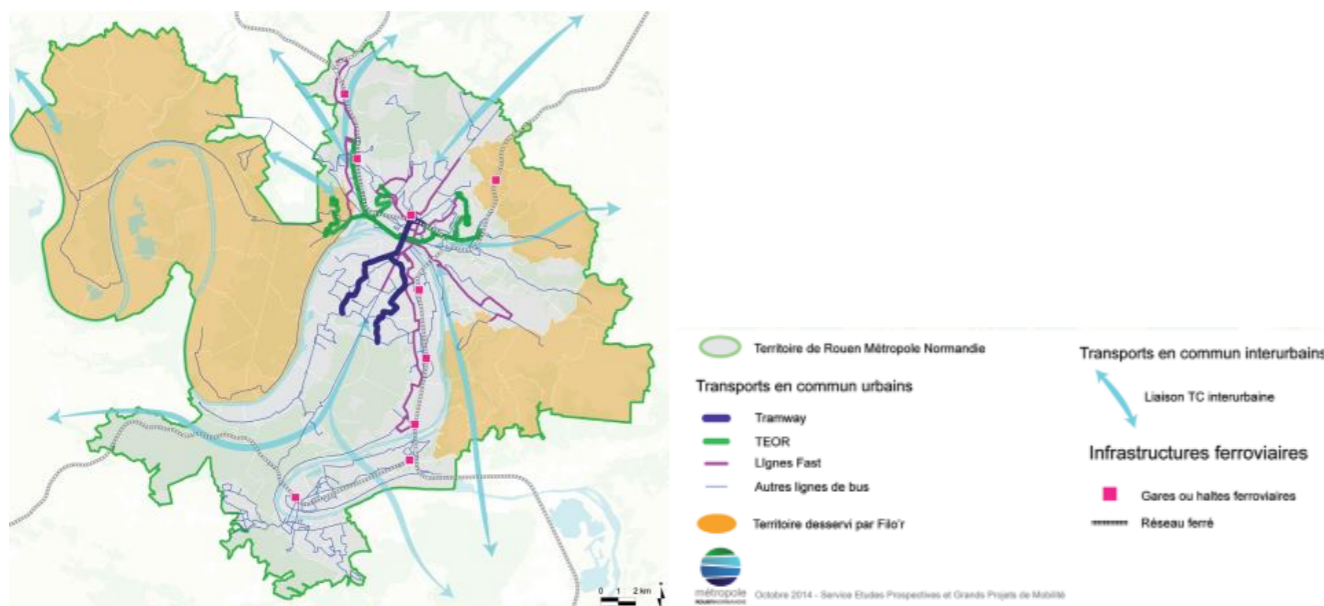 0 1 2 km
Territoire de Rouen Métropole Normandie
Transports en commun urbains
Tramway
TEOR
LIgnes Fast
Autres lignes de bus
Territoire desservi par Filo'r
métropole
ROUENNORMANDIE
Octobre 2014 - Service Etudes Prospectives et Grands Projets de Mobilité
Transports en commun interurbains
Liaison TC interurbaine
Infrastructures ferroviaires
Gares ou haltes ferroviaires
Réseau ferré